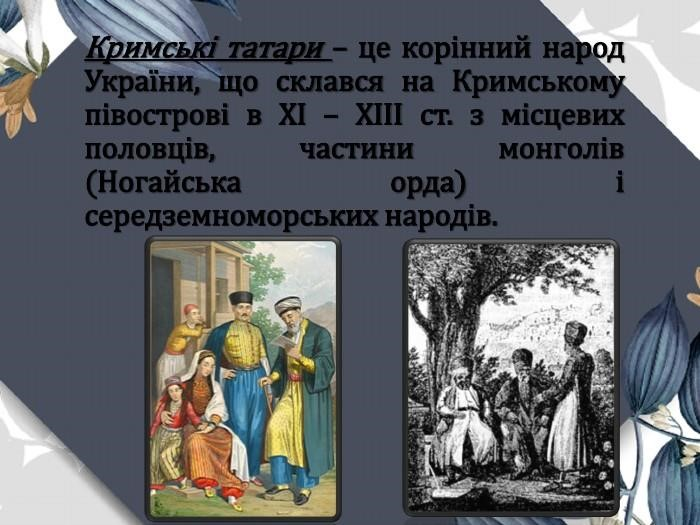 Кримські татари – це корінний народ
України, що склався на Кримському
півострові в XI – XIII ст. з місцевих
половців, частини монголів
(Ногайська орда) і
середземноморських народів.